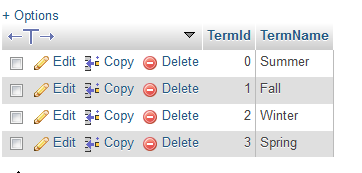 + Options
←T→ TermId TermName
Edit Copy Delete 0 Summer
Edit Copy Delete 1 Fall
Edit Copy Delete 2 Winter
Edit Copy Delete 3 Spring